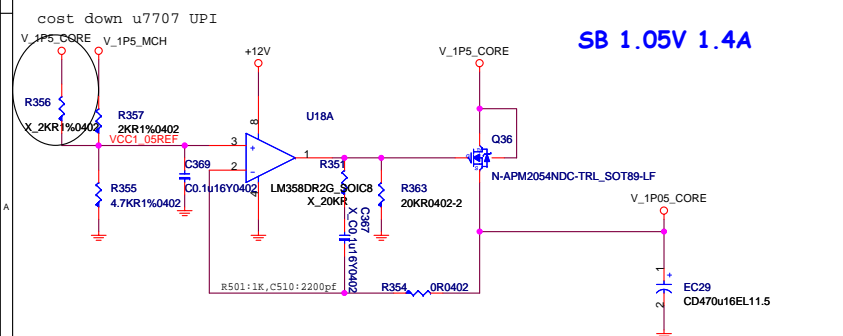 cost down u7707 UPI
V_1P5_CORE
V_1P5_MCH
+12V
V_1P5_CORE
SB 1.05V 1.4A
R356
X_2KR1%0402
R357
2KR1%0402
VCC1_05REF
8
U18A
Q36
3
1
2
4
C369
C0.1u16Y0402
LM358DR2G_SOIC8
R351
X_20KR
N-APM2054NDC-TRL_SOT89-LF
R355
4.7KR1%0402
R363
20KR0402-2
C367
X_C0.1u16Y0402
V_1P05_CORE
A
R501:1K,C510:2200pf
R354
0R0402
1
+
2
EC29
CD470u16EL11.5